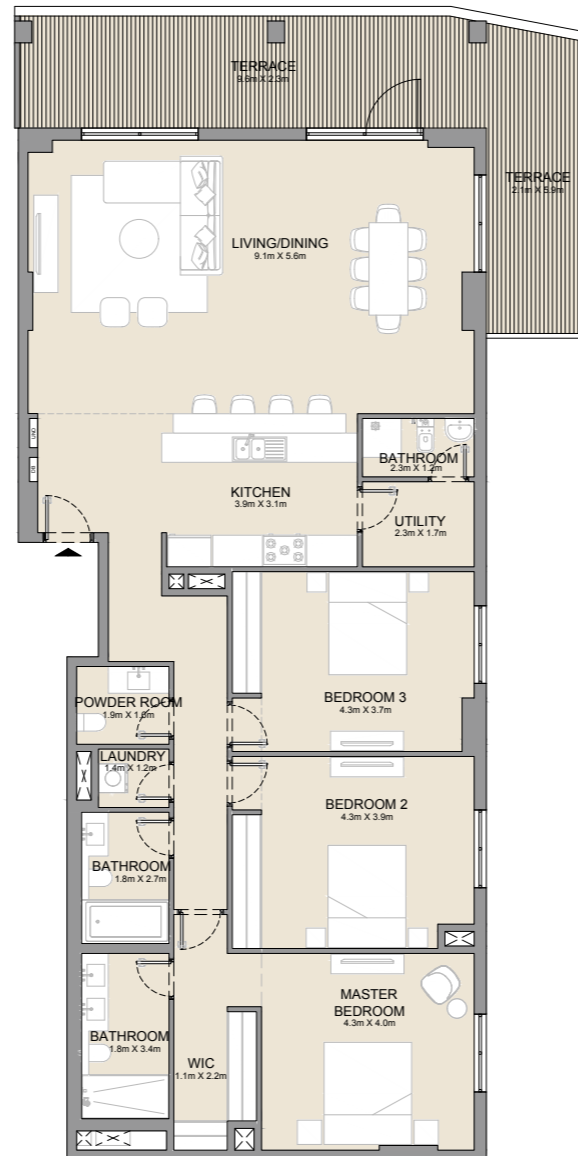 TERRACE
9.6m X 2.3m
TERRACE
2.1m X 5.9m
LIVING/DINING
9.1m X 5.6m
UNO
DB
KITCHEN
3.9m X 3.1m
BATHROOM
2.3m X 1.2m
UTILITY
2.3m X 1.7m
POWDER ROOM
1.9m X 1.6m
BEDROOM 3
4.3m X 3.7m
LAUNDRY
1.4m X 1.2m
BEDROOM 2
4.3m X 3.9m
BATHROOM
1.8m X 2.7m
MASTER
BEDROOM
4.3m X 4.0m
BATHROOM
1.8m X 3.4m
WIC
1.1m X 2.2m